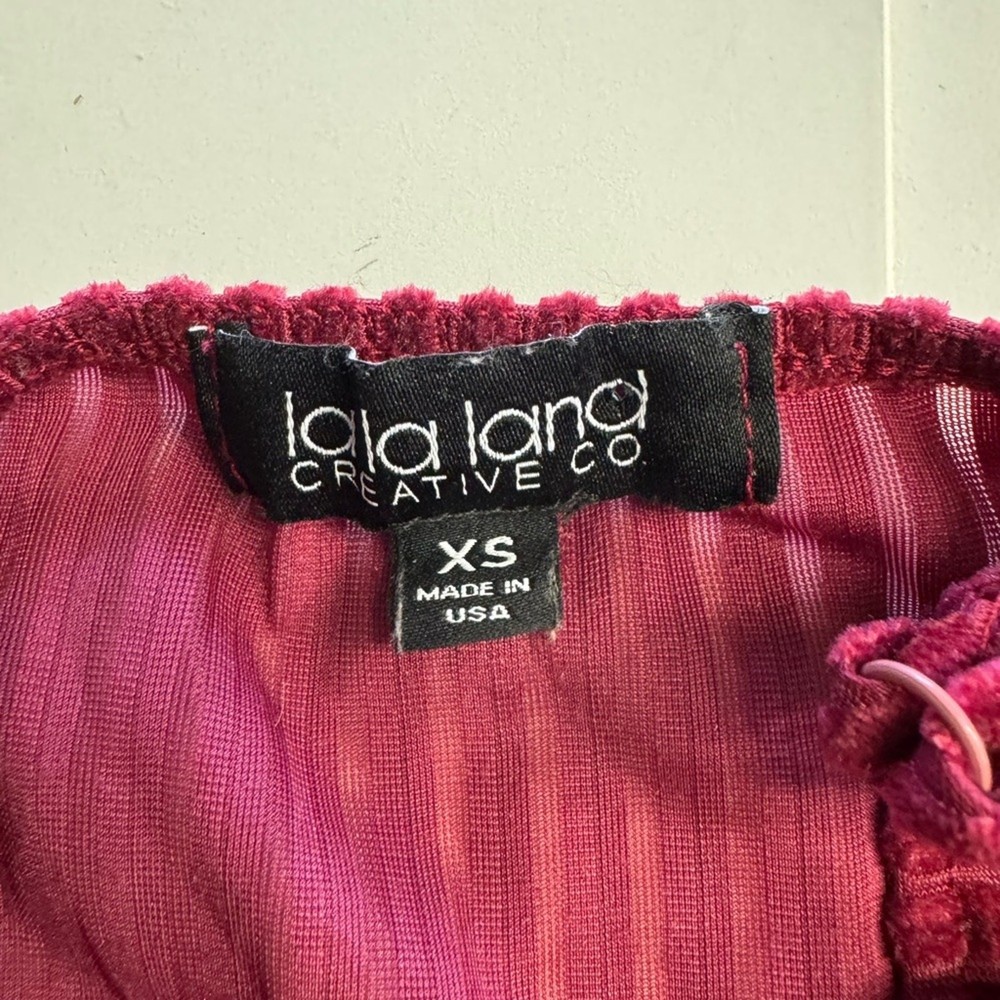 lala land
CREATIVE CO.
XS
MADE IN
USA